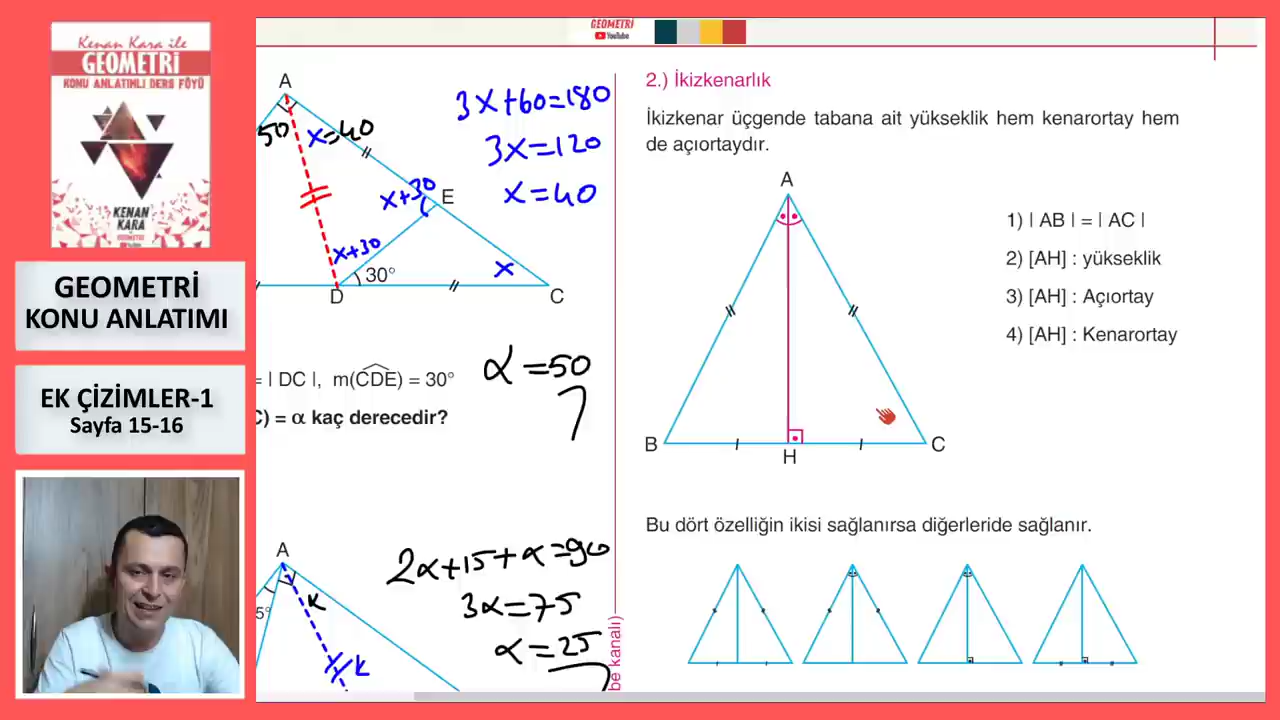 Kenan Kara ile
GEOMETRİ
KONU ANLATIMLI DERS FÖYÜ
KENAN
KARA
GEOMETRİ
KONU ANLATIMI
EK ÇİZİMLER-1
Sayfa 15-16
GEOMETRİ
YouTube
A
50
x=40
3x+60=180
3x=120
x=40
x+30
E
x+30
30°
x
D
C
= | DC |, m(CDE) = 30°
C) = α kaç derecedir?
α=50
A
5°
K
K
2α+15+α=90
3α=75
α=25
be kanalı)
2.) İkizkenarlık
İkizkenar üçgende tabana ait yükseklik hem kenarortay hem
de açıortaydır.
A
B
H
C
1) | AB | = | AC |
2) [AH] : yükseklik
3) [AH] : Açıortay
4) [AH] : Kenarortay
Bu dört özelliğin ikisi sağlanırsa diğerleride sağlanır.